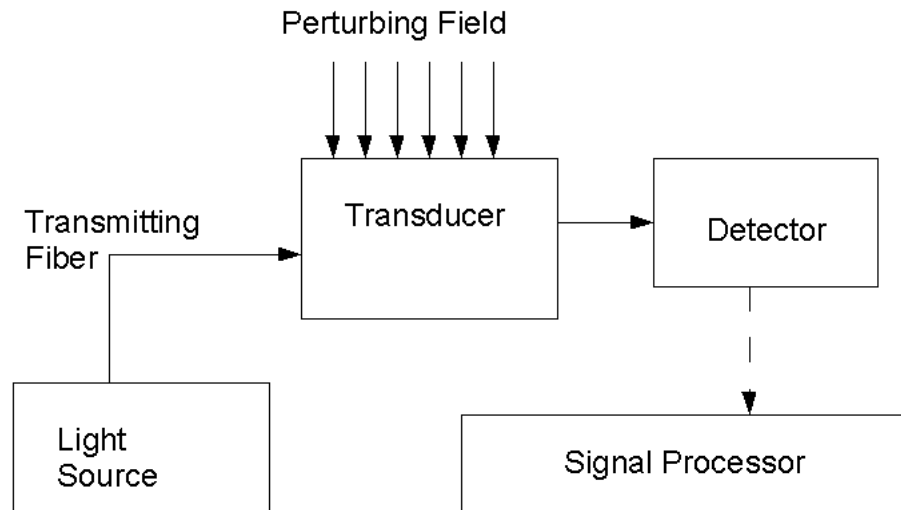 Perturbing Field
Transducer
Detector
Transmitting
Fiber
Light
Source
Signal Processor